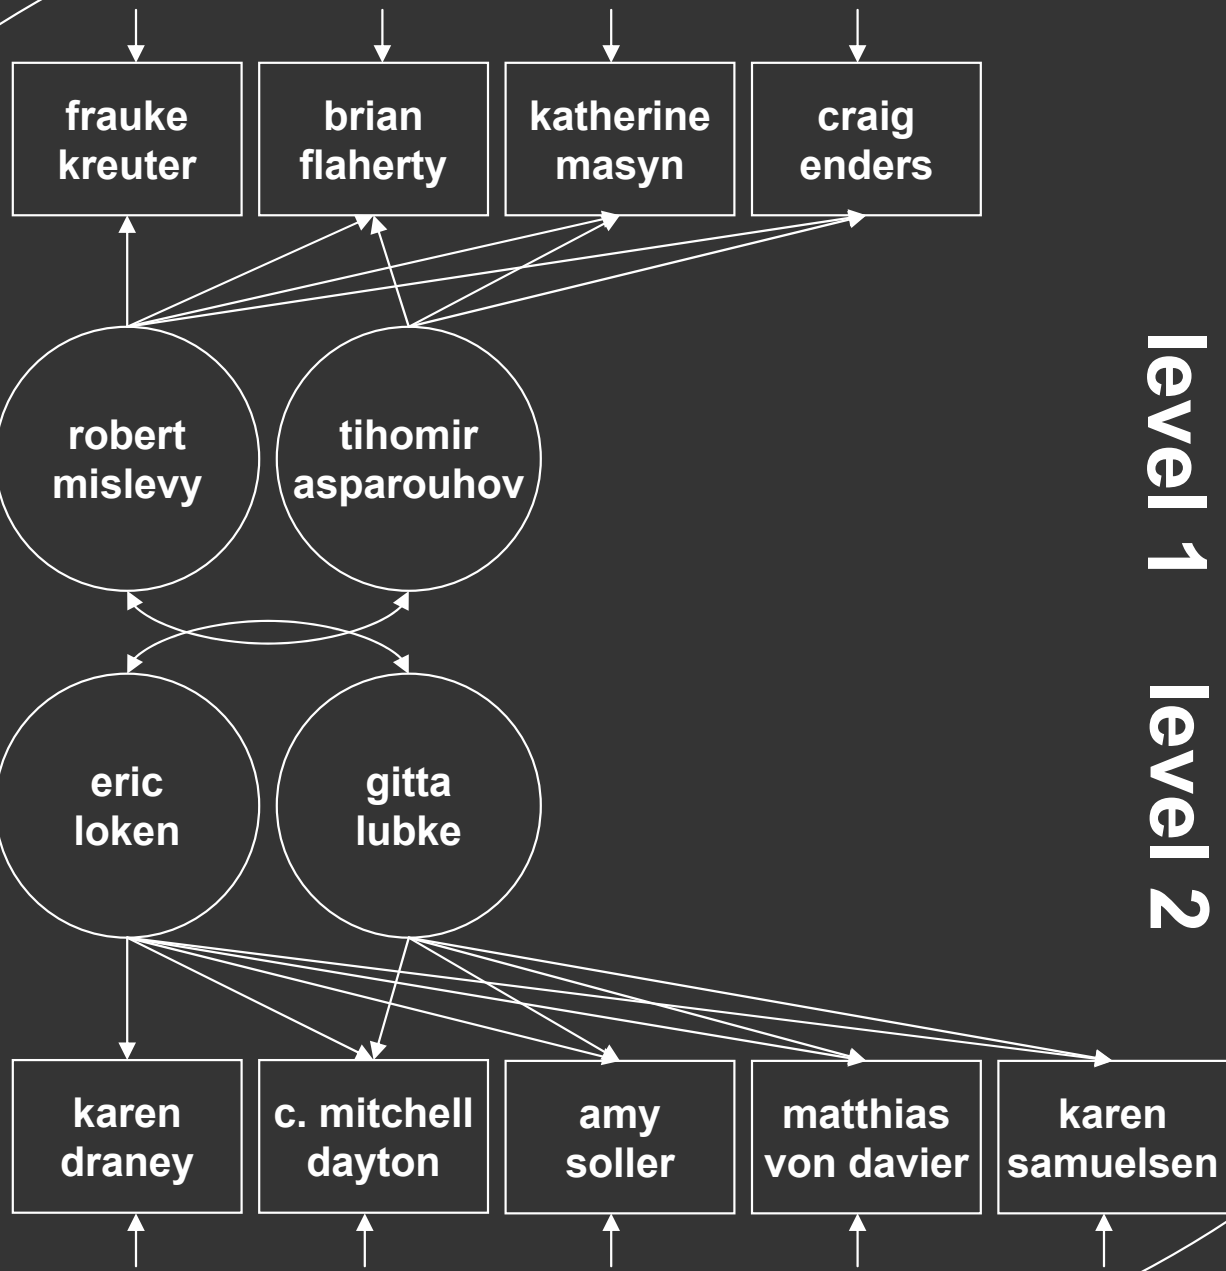 frauke
kreuter
brian
flaherty
katherine
masyn
craig
enders
robert
mislevy
tihomir
asparouhov
level 1
eric
loken
gitta
lubke
level 2
karen
draney
c. mitchell
dayton
amy
soller
matthias
von davier
karen
samuelsen